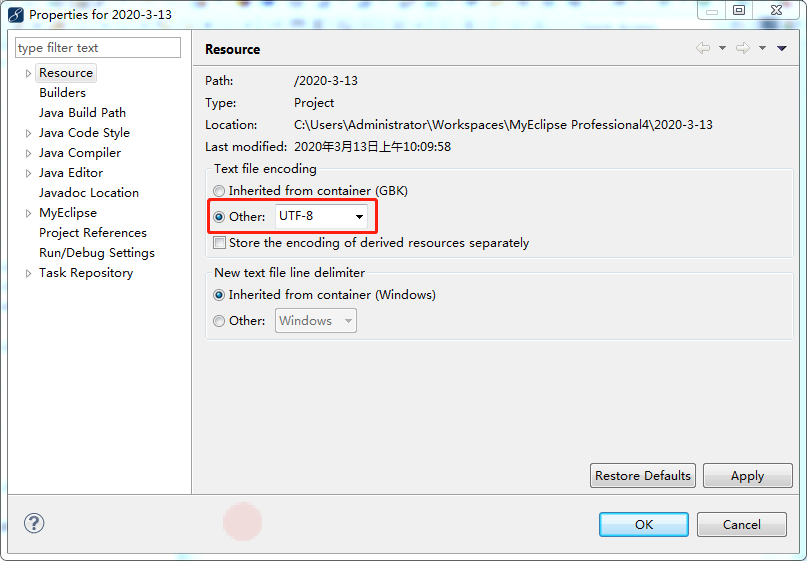 Properties for 2020-3-13
type filter text
Resource
Builders
Java Build Path
Java Code Style
Java Compiler
Java Editor
Javadoc Location
MyEclipse
Project References
Run/Debug Settings
Task Repository
Resource
Path: /2020-3-13
Type: Project
Location: C:\Users\Administrator\Workspaces\MyEclipse Professional4\2020-3-13
Last modified: 2020年3月13日上午10:09:58
Text file encoding
Inherited from container (GBK)
Other: UTF-8
Store the encoding of derived resources separately
New text file line delimiter
Inherited from container (Windows)
Other: Windows
Restore Defaults Apply
? OK Cancel